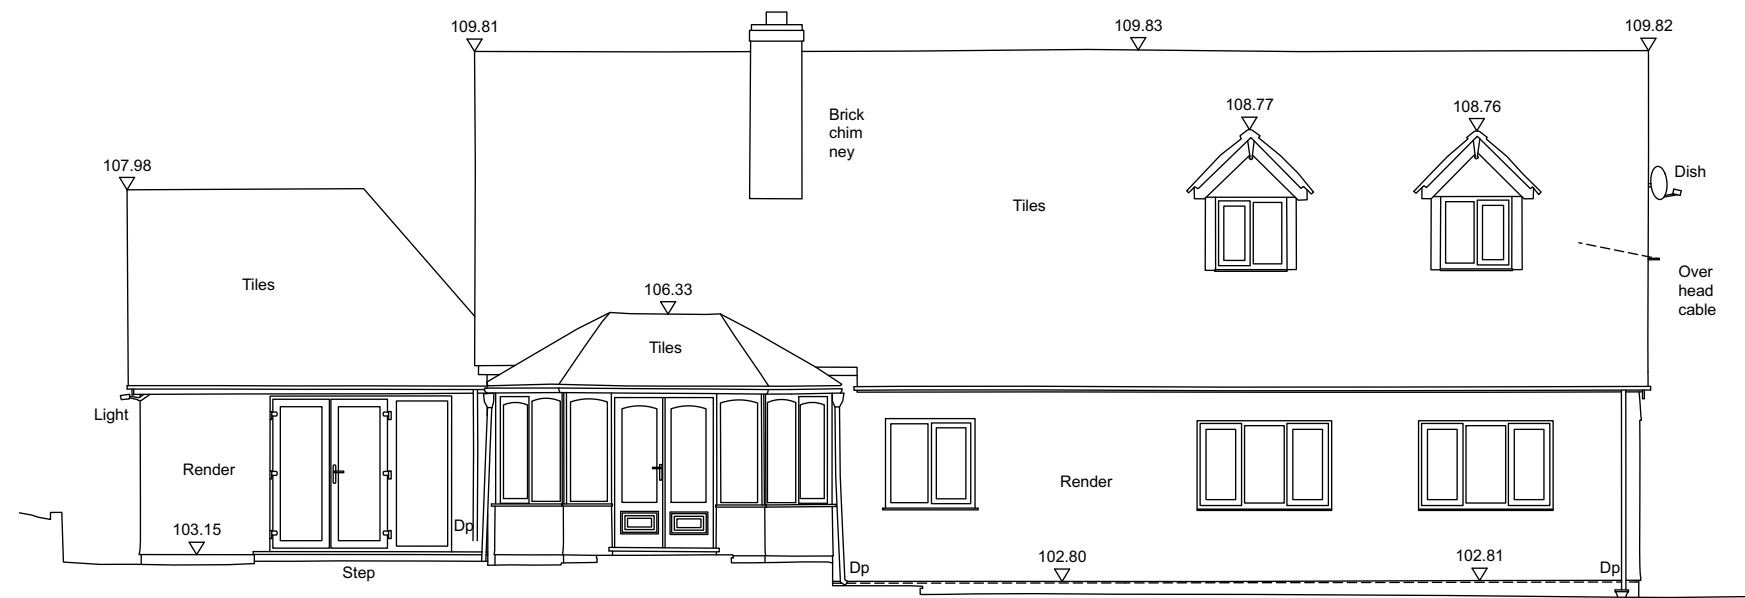 109.81
109.83
109.82
108.77
108.76
Brick
chim
ney
107.98
Dish
Tiles
Over
head
cable
Tiles
106.33
Tiles
Light
Render
Render
103.15
Dp
Step
Dp
102.80
102.81
Dp